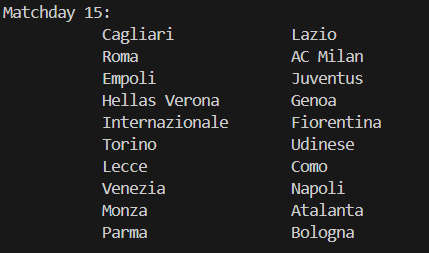 Matchday 15:
Cagliari Lazio
Roma AC Milan
Empoli Juventus
Hellas Verona Genoa
Internazionale Fiorentina
Torino Udinese
Lecce Como
Venezia Napoli
Monza Atalanta
Parma Bologna